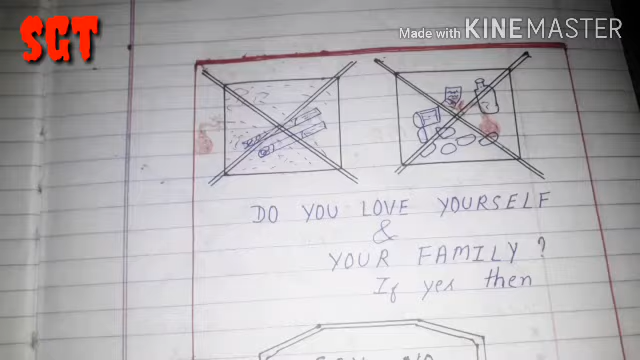 SGT
Made with KINEMASTER
DO YOU LOVE YOURSELF
&
YOUR FAMILY?
If yes then